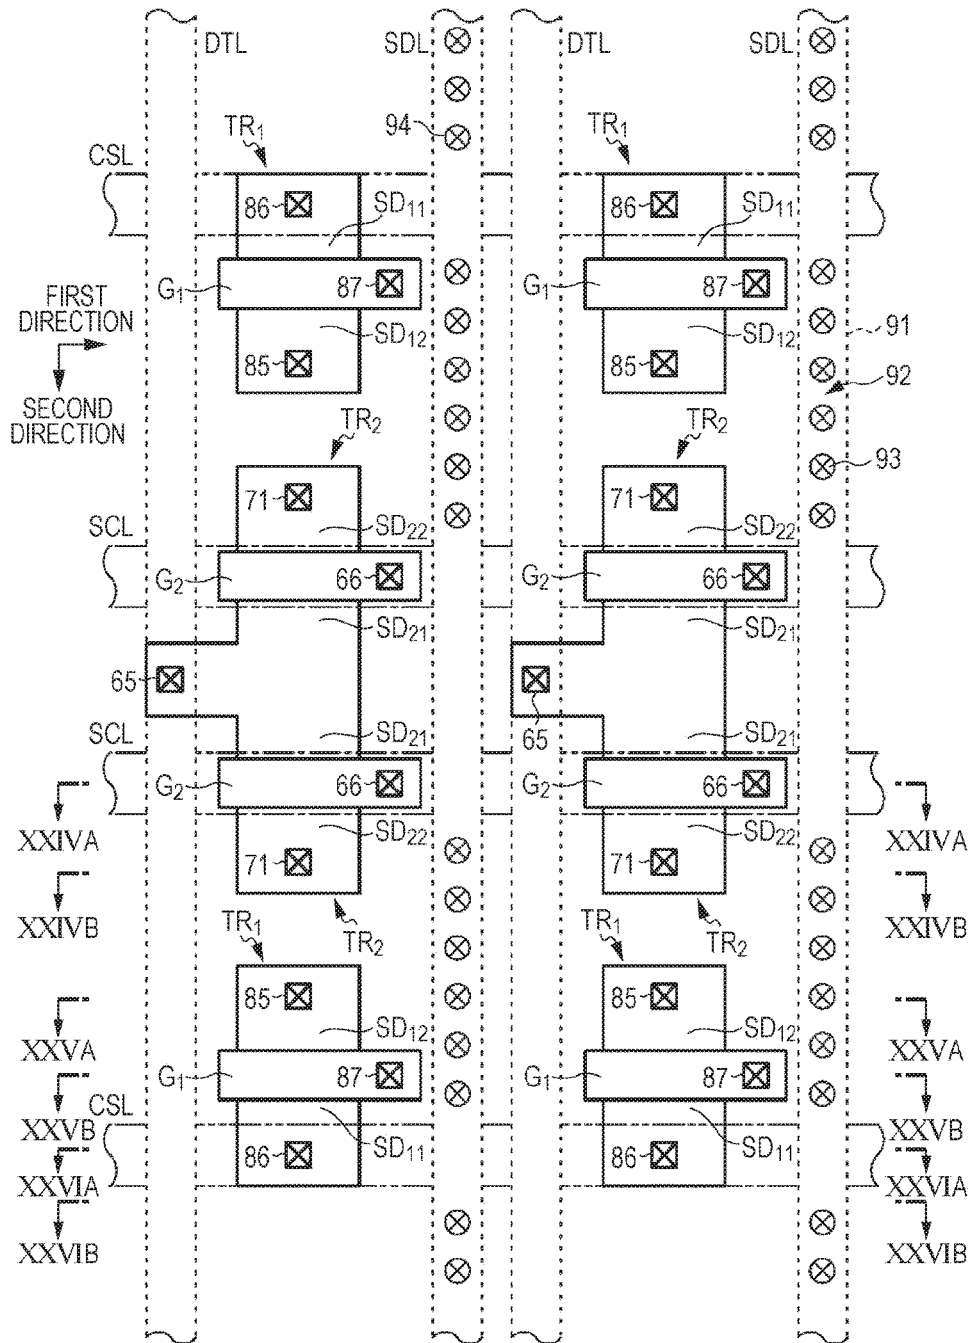 DTL SDL DTL SDL
94
TR1 TR1
CSL
86 SD11 86 SD11
G1 87 G1 87
FIRST
DIRECTION
SD12 SD12 91
85 85 92
SECOND
DIRECTION
TR2 TR2
93
71 71
SCL SD22 SD22
G2 66 G2 66
SD21 SD21
65 65
SCL SD21 SD21
G2 66 G2 66
XXIVA SD22 SD22 XXIVA
71 71
XXIVB TR1 TR2 TR1 TR2 XXIVB
85 85
XXVA SD12 SD12 XXVA
G1 87 G1 87
CSL
XXVB SD11 SD11 XXVB
86 86
XXVIA XXVIA
XXVIB XXVIB